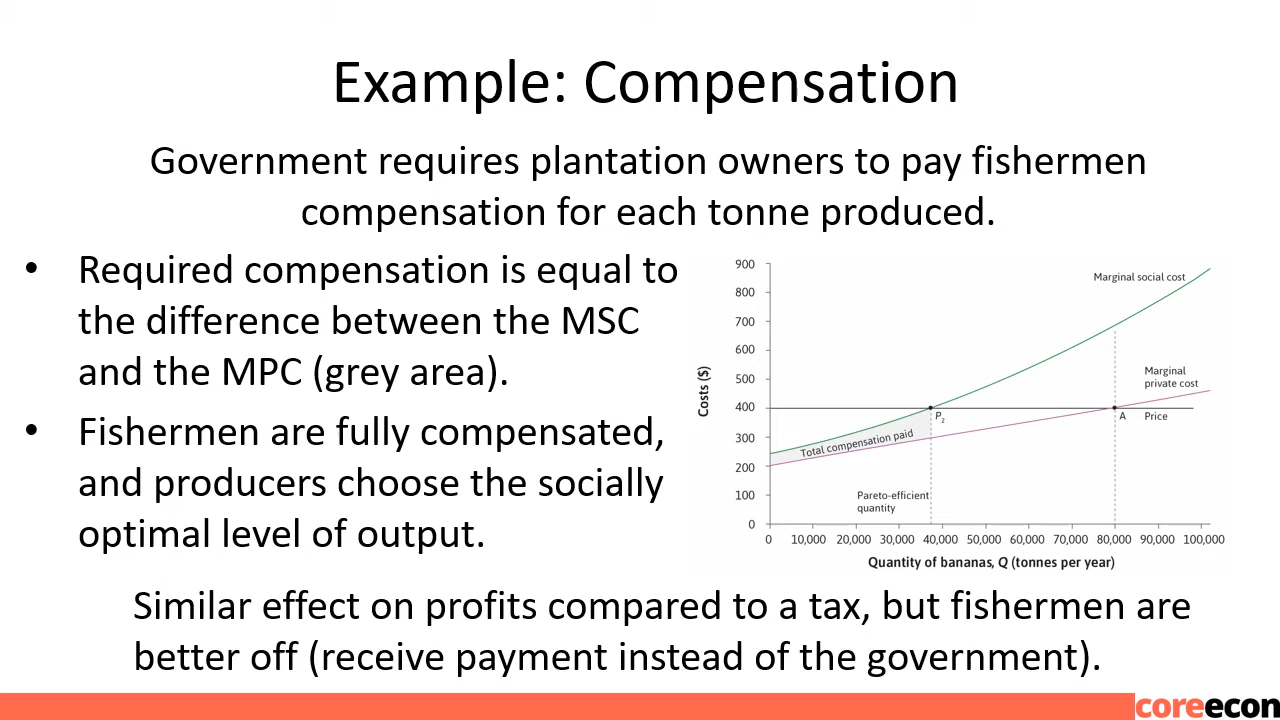 Example: Compensation
Government requires plantation owners to pay fishermen
compensation for each tonne produced.
• Required compensation is equal to
the difference between the MSC
and the MPC (grey area).
• Fishermen are fully compensated,
and producers choose the socially
optimal level of output.
900
800
700
600
500
400
300
200
100
0
Costs ($)
Marginal social cost
Marginal
private cost
P2
A
Price
Total compensation paid
Pareto-efficient
quantity
0 10,000 20,000 30,000 40,000 50,000 60,000 70,000 80,000 90,000 100,000
Quantity of bananas, Q (tonnes per year)
Similar effect on profits compared to a tax, but fishermen are
better off (receive payment instead of the government).
coreecon